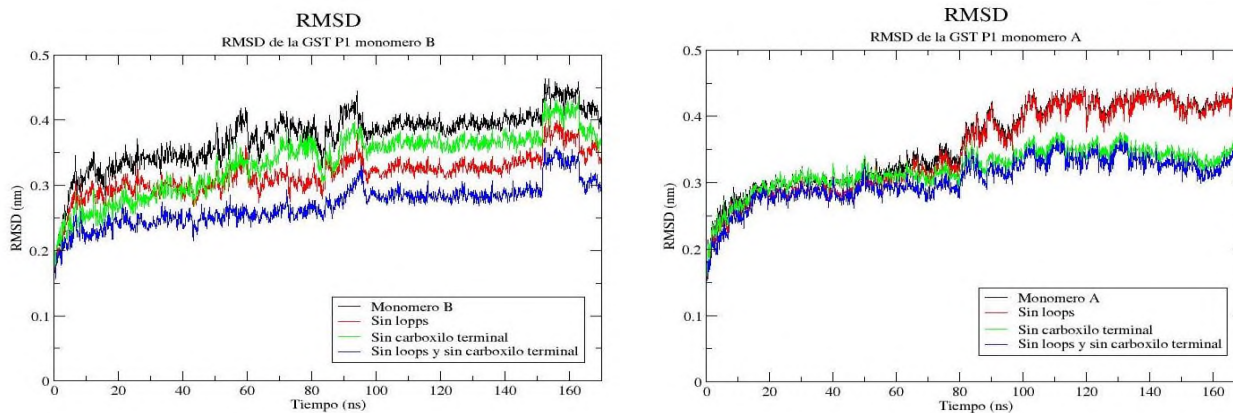 RMSD
RMSD de la GST P1 monomero B
0.5
0.4
0.3
0.2
0.1
0
RMSD (nm)
0 20 40 60 80 100 120 140 160
Tiempo (ns)
Monomero B
Sin lopps
Sin carboxilo terminal
Sin loops y sin carboxilo terminal
RMSD
RMSD de la GST P1 monomero A
0.5
0.4
0.3
0.2
0.1
0
RMSD (nm)
0 20 40 60 80 100 120 140 160
Tiempo (ns)
Monomero A
Sin loops
Sin carboxilo terminal
Sin loops y sin carboxilo terminal